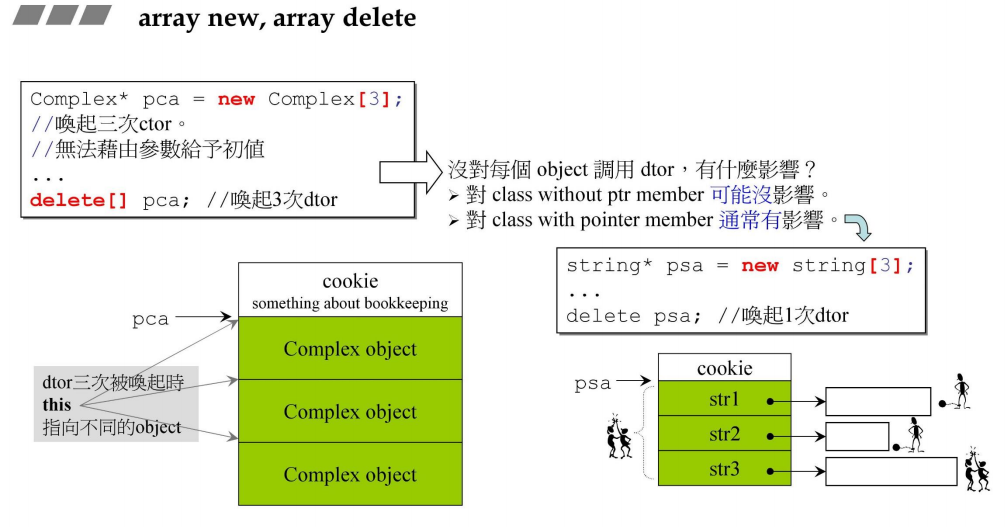 array new, array delete
Complex* pca = new Complex[3];
//喚起三次ctor。
//無法藉由參數給予初值
...
delete[] pca; //喚起3次dtor
沒對每個 object 調用 dtor，有什麼影響？
➢ 對 class without ptr member 可能沒影響。
➢ 對 class with pointer member 通常有影響。
string* psa = new string[3];
...
delete psa; //喚起1次dtor
cookie
something about bookkeeping
pca
Complex object
Complex object
Complex object
dtor三次被喚起時
this
指向不同的object
cookie
psa
str1
str2
str3